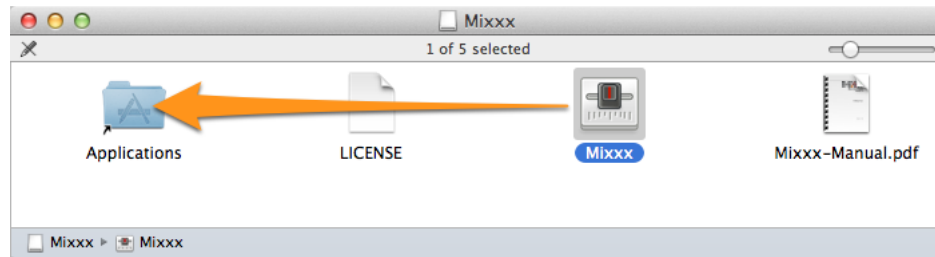 Mixxx
1 of 5 selected
Applications
LICENSE
Mixxx
Mixxx-Manual.pdf
Mixxx ▸ Mixxx